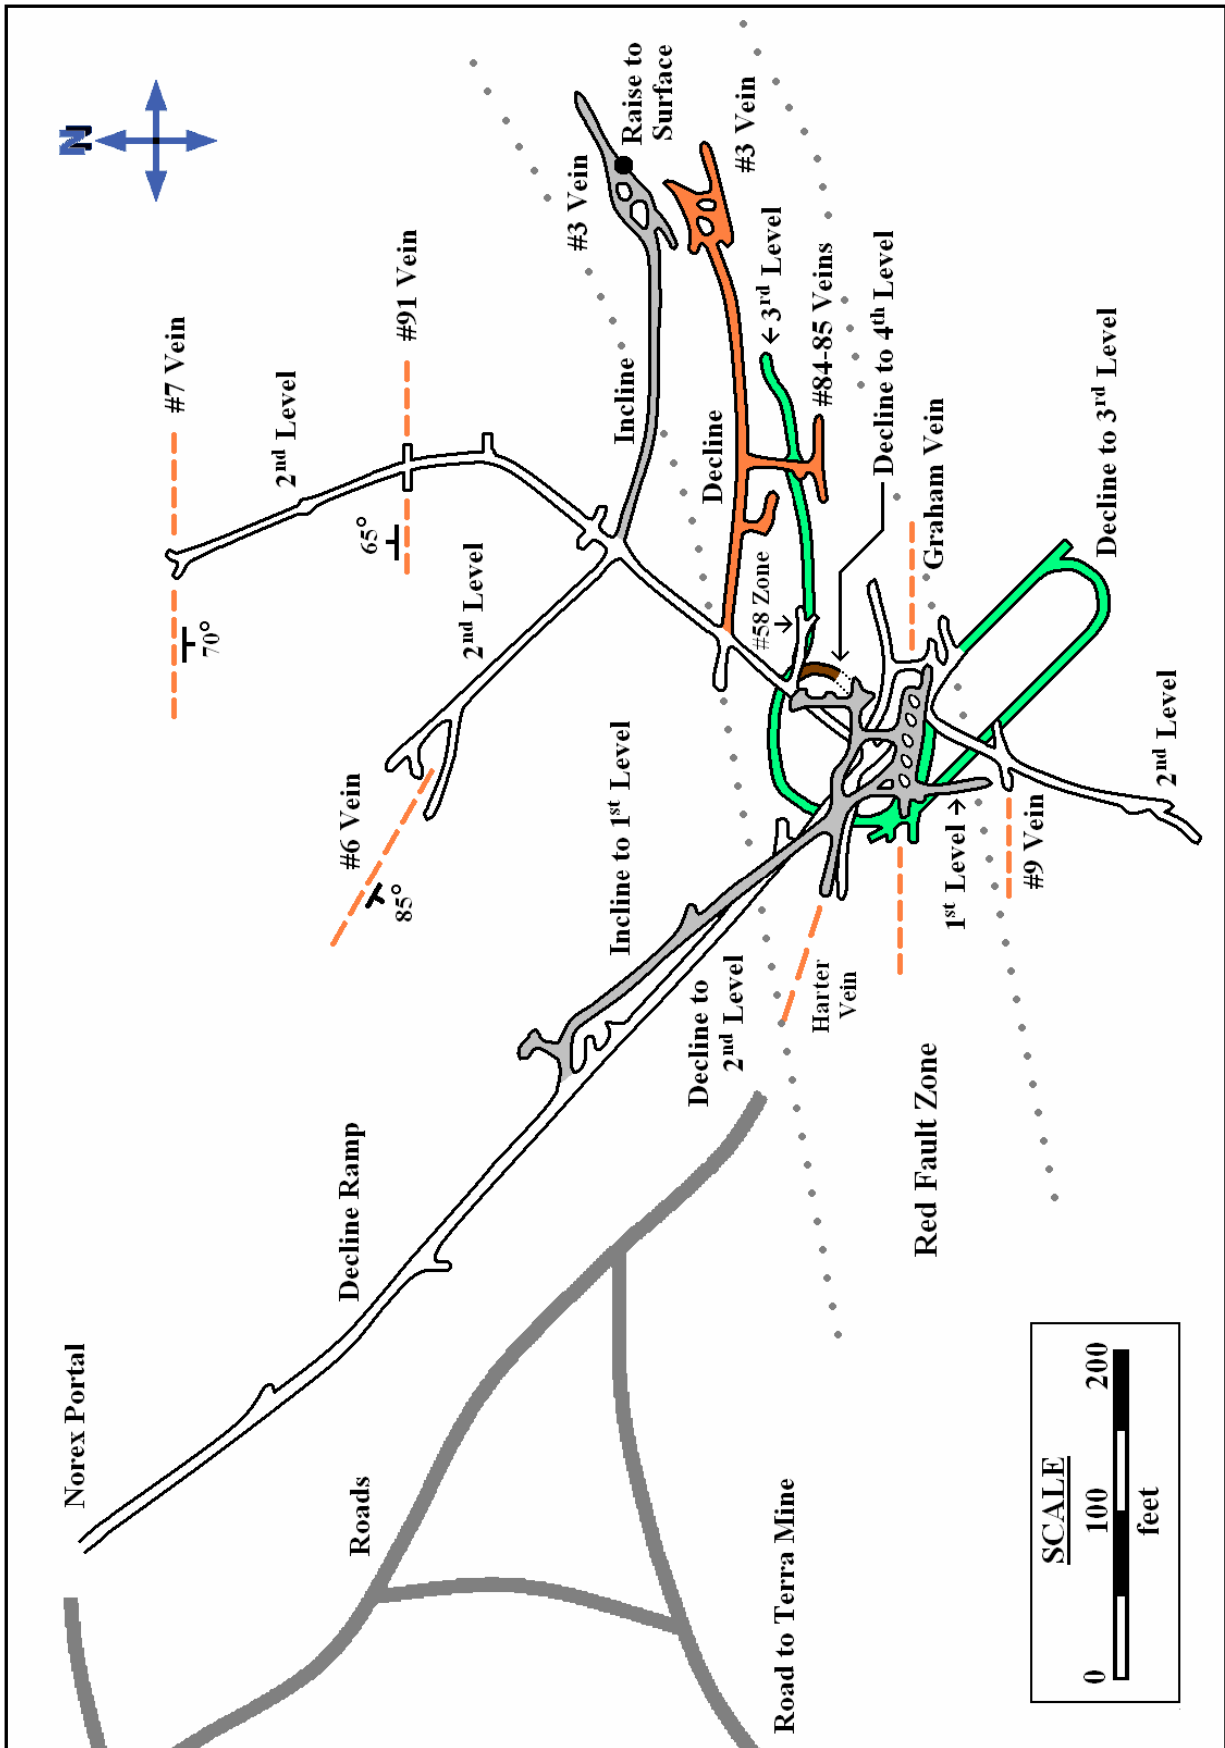 N
Norex Portal
Decline Ramp
Roads
Road to Terra Mine
#7 Vein
70°
2nd Level
#91 Vein
65°
2nd Level
#6 Vein
85°
#3 Vein
Raise to
Surface
Incline
#3 Vein
Decline
← 3rd Level
#84-85 Veins
Decline to 4th Level
#58 Zone
→
Graham Vein
Decline to 3rd Level
Incline to 1st Level
Decline to
2nd Level
Harter
Vein
1st Level →
#9 Vein
2nd Level
Red Fault Zone
SCALE
0 100 200
feet